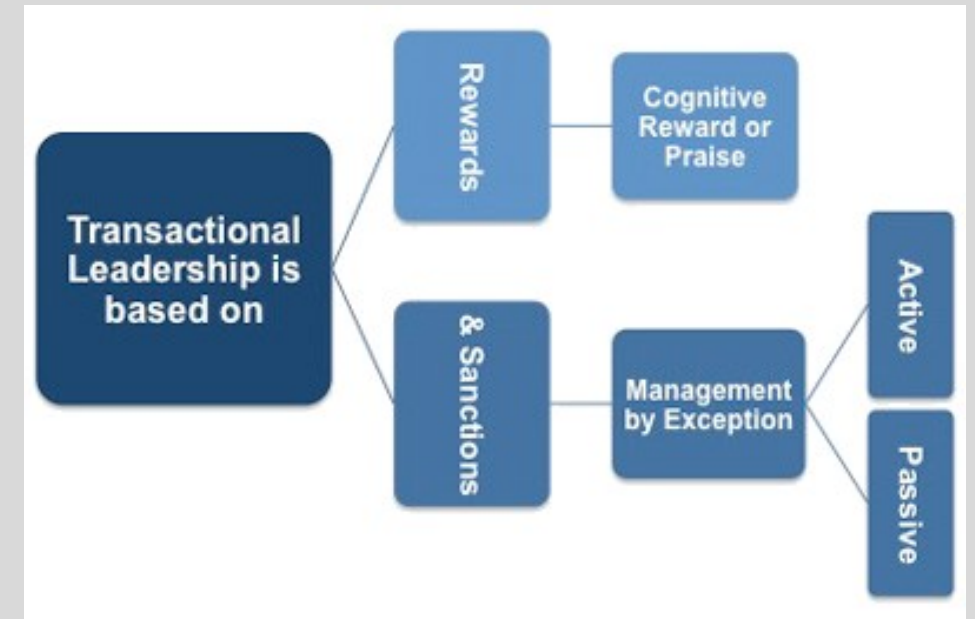 Transactional
Leadership is
based on
Rewards
Cognitive
Reward or
Praise
& Sanctions
Management
by Exception
Active
Passive